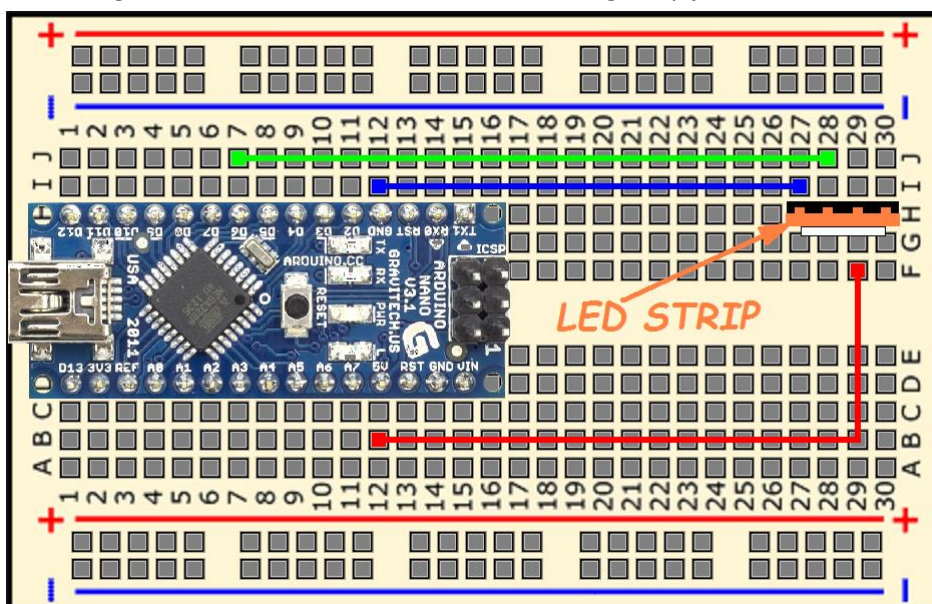 + +
1 2 3 4 5 6 7 8 9 10 11 12 13 14 15 16 17 18 19 20 21 22 23 24 25 26 27 28 29 30
J J
I I
H
G G
F F
D12 D11 D10 D9 D8 D7 D6 D5 D4 D3 D2 GND RST RX0 TX1
TX
RX
PWR
L
ICSP
1
ARDUINO.CC
RESET
USA
2011
ARDUINO
NANO
V3.1
GRAVITECH.US
LED STRIP
D13 3V3 REF A0 A1 A2 A3 A4 A5 A6 A7 5V RST GND VIN
E
D
C C
B B
A A
1 2 3 4 5 6 7 8 9 10 11 12 13 14 15 16 17 18 19 20 21 22 23 24 25 26 27 28 29 30
+ +